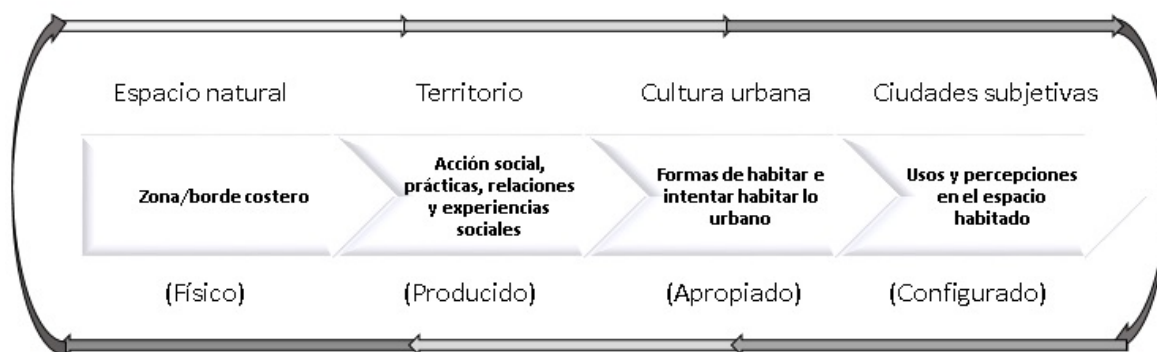 Espacio natural
Territorio
Cultura urbana
Ciudades subjetivas
Zona/borde costero
Acción social,
prácticas, relaciones
y experiencias
sociales
Formas de habitar e
intentar habitar lo
urbano
Usos y percepciones
en el espacio
habitado
(Físico)
(Producido)
(Apropiado)
(Configurado)